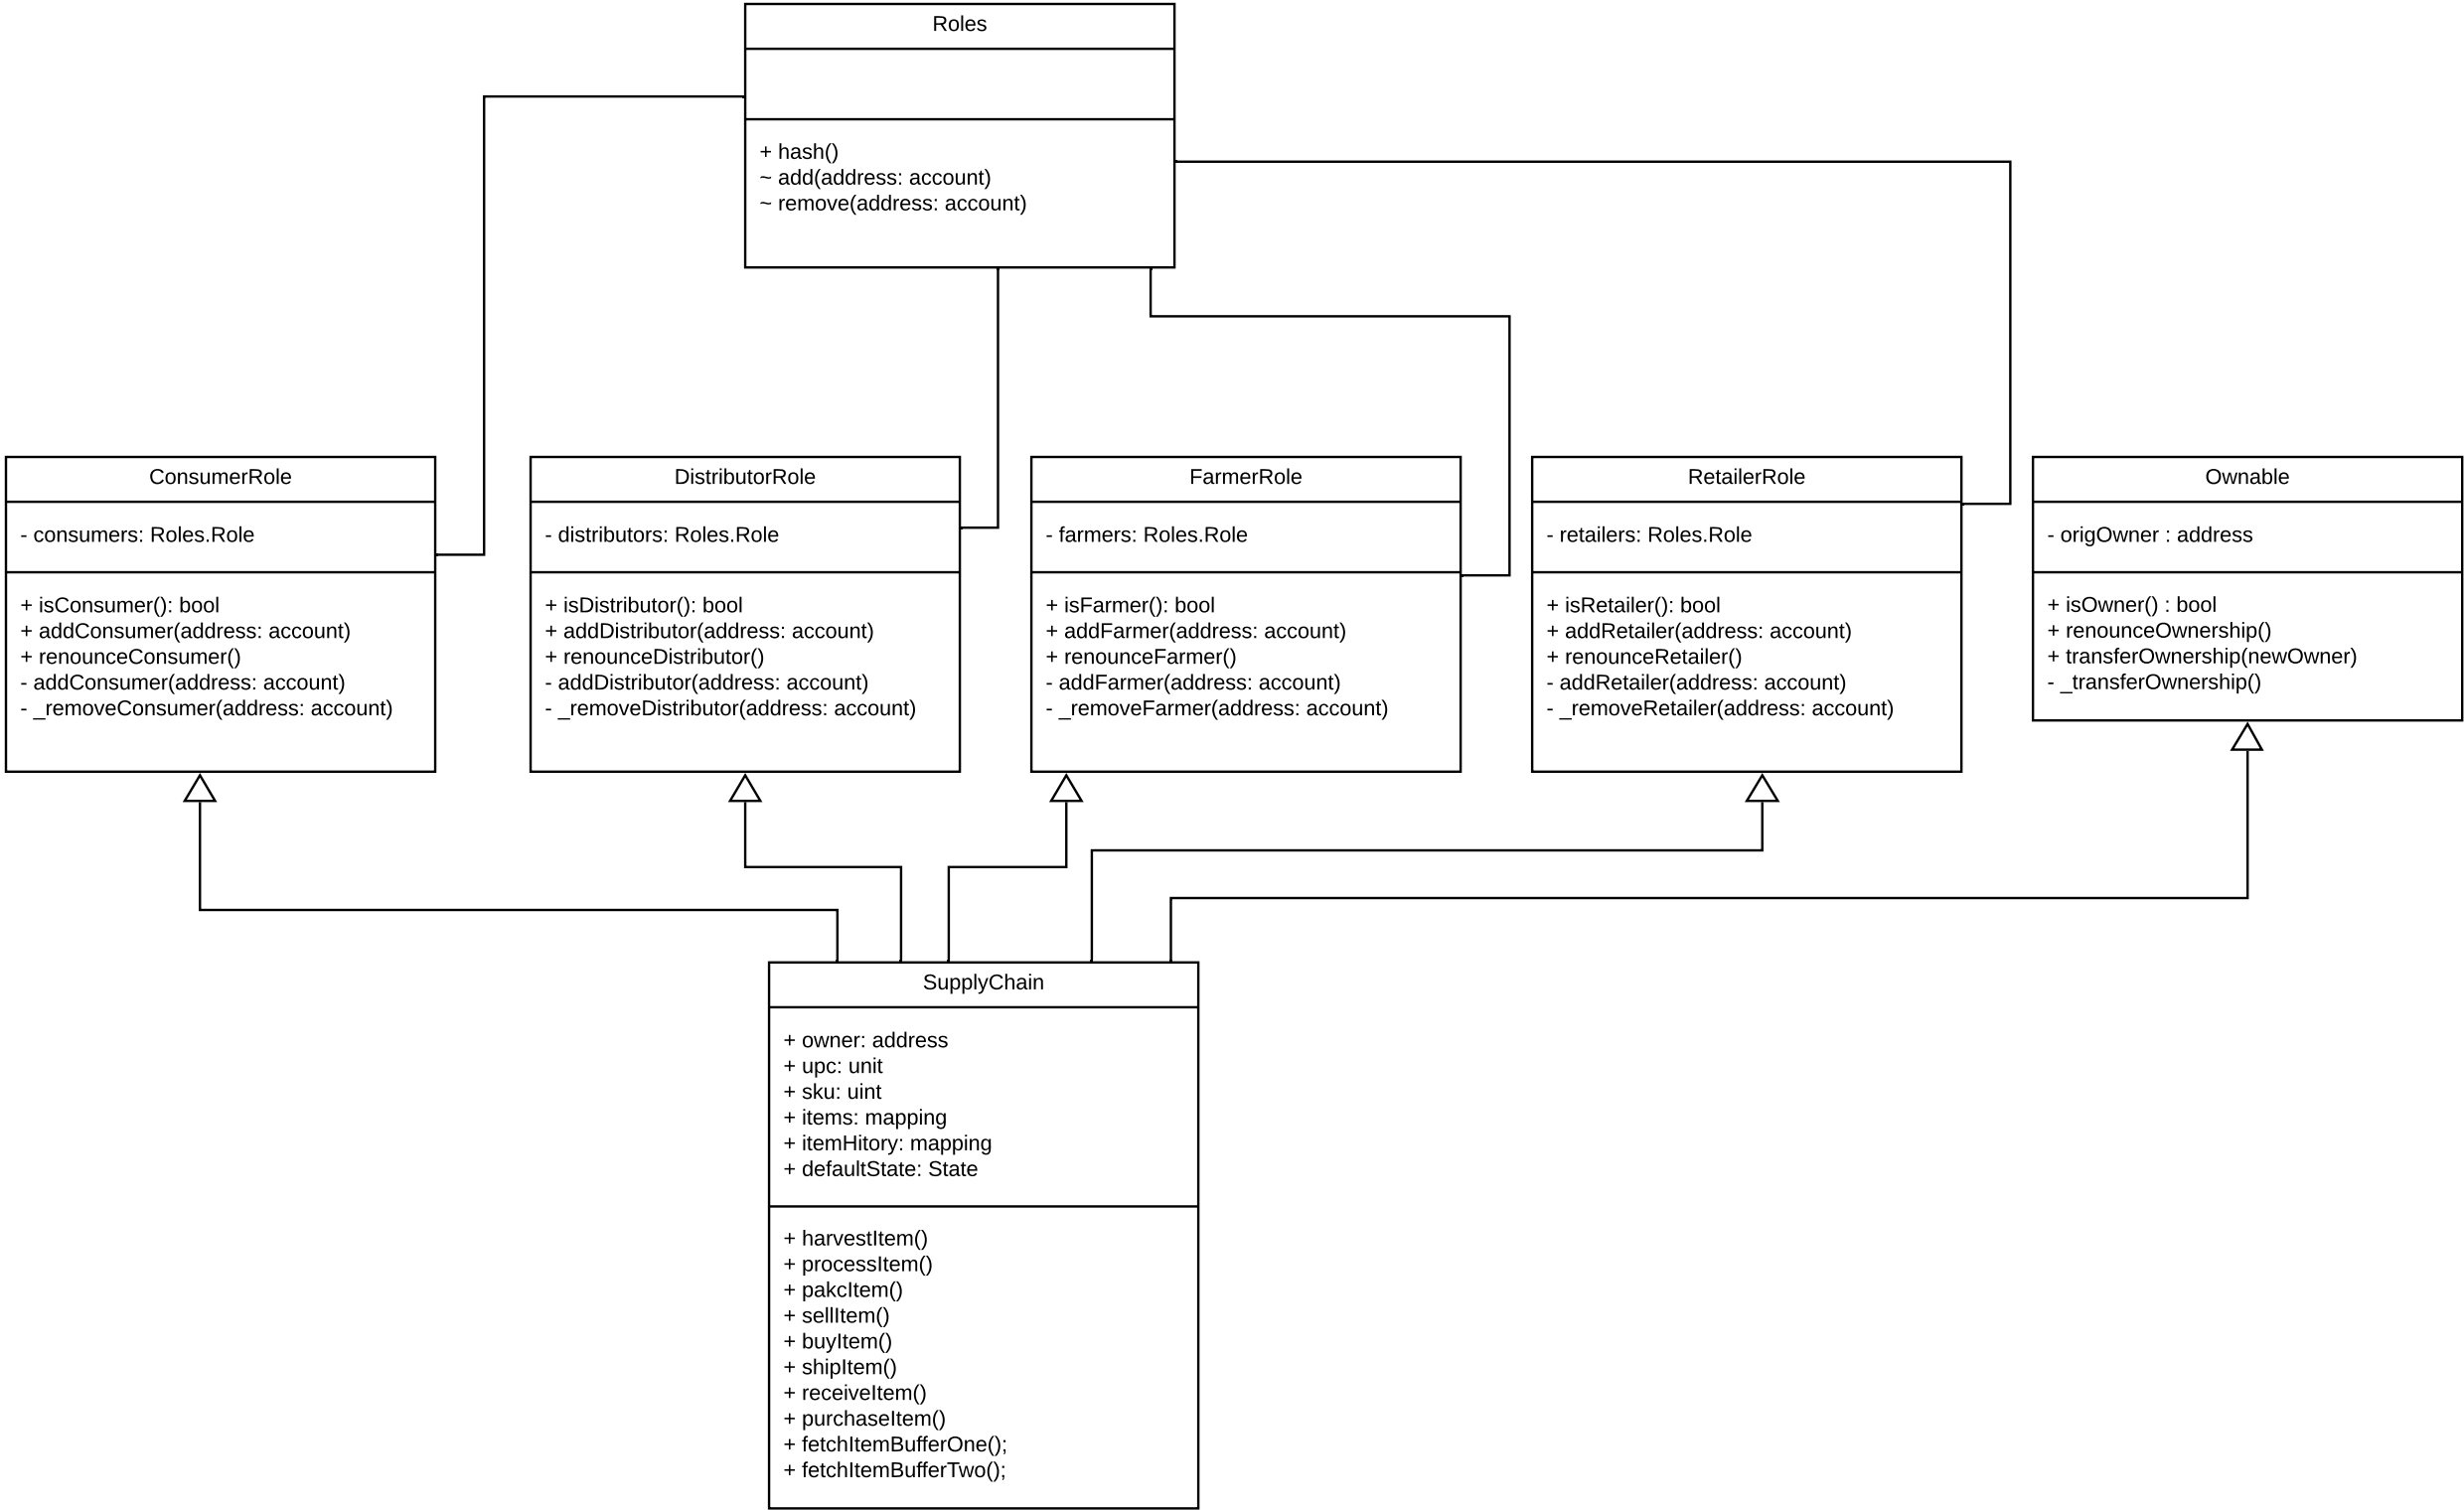 Roles
+ hash()
~ add(address: account)
~ remove(address: account)
ConsumerRole
- consumers: Roles.Role
+ isConsumer(): bool
+ addConsumer(address: account)
+ renounceConsumer()
- addConsumer(address: account)
- _removeConsumer(address: account)
DistributorRole
- distributors: Roles.Role
+ isDistributor(): bool
+ addDistributor(address: account)
+ renounceDistributor()
- addDistributor(address: account)
- _removeDistributor(address: account)
FarmerRole
- farmers: Roles.Role
+ isFarmer(): bool
+ addFarmer(address: account)
+ renounceFarmer()
- addFarmer(address: account)
- _removeFarmer(address: account)
RetailerRole
- retailers: Roles.Role
+ isRetailer(): bool
+ addRetailer(address: account)
+ renounceRetailer()
- addRetailer(address: account)
- _removeRetailer(address: account)
Ownable
- origOwner : address
+ isOwner() : bool
+ renounceOwnership()
+ transferOwnership(newOwner)
- _transferOwnership()
SupplyChain
+ owner: address
+ upc: unit
+ sku: uint
+ items: mapping
+ itemHitory: mapping
+ defaultState: State
+ harvestItem()
+ processItem()
+ pakcItem()
+ sellItem()
+ buyItem()
+ shipItem()
+ receiveItem()
+ purchaseItem()
+ fetchItemBufferOne();
+ fetchItemBufferTwo();